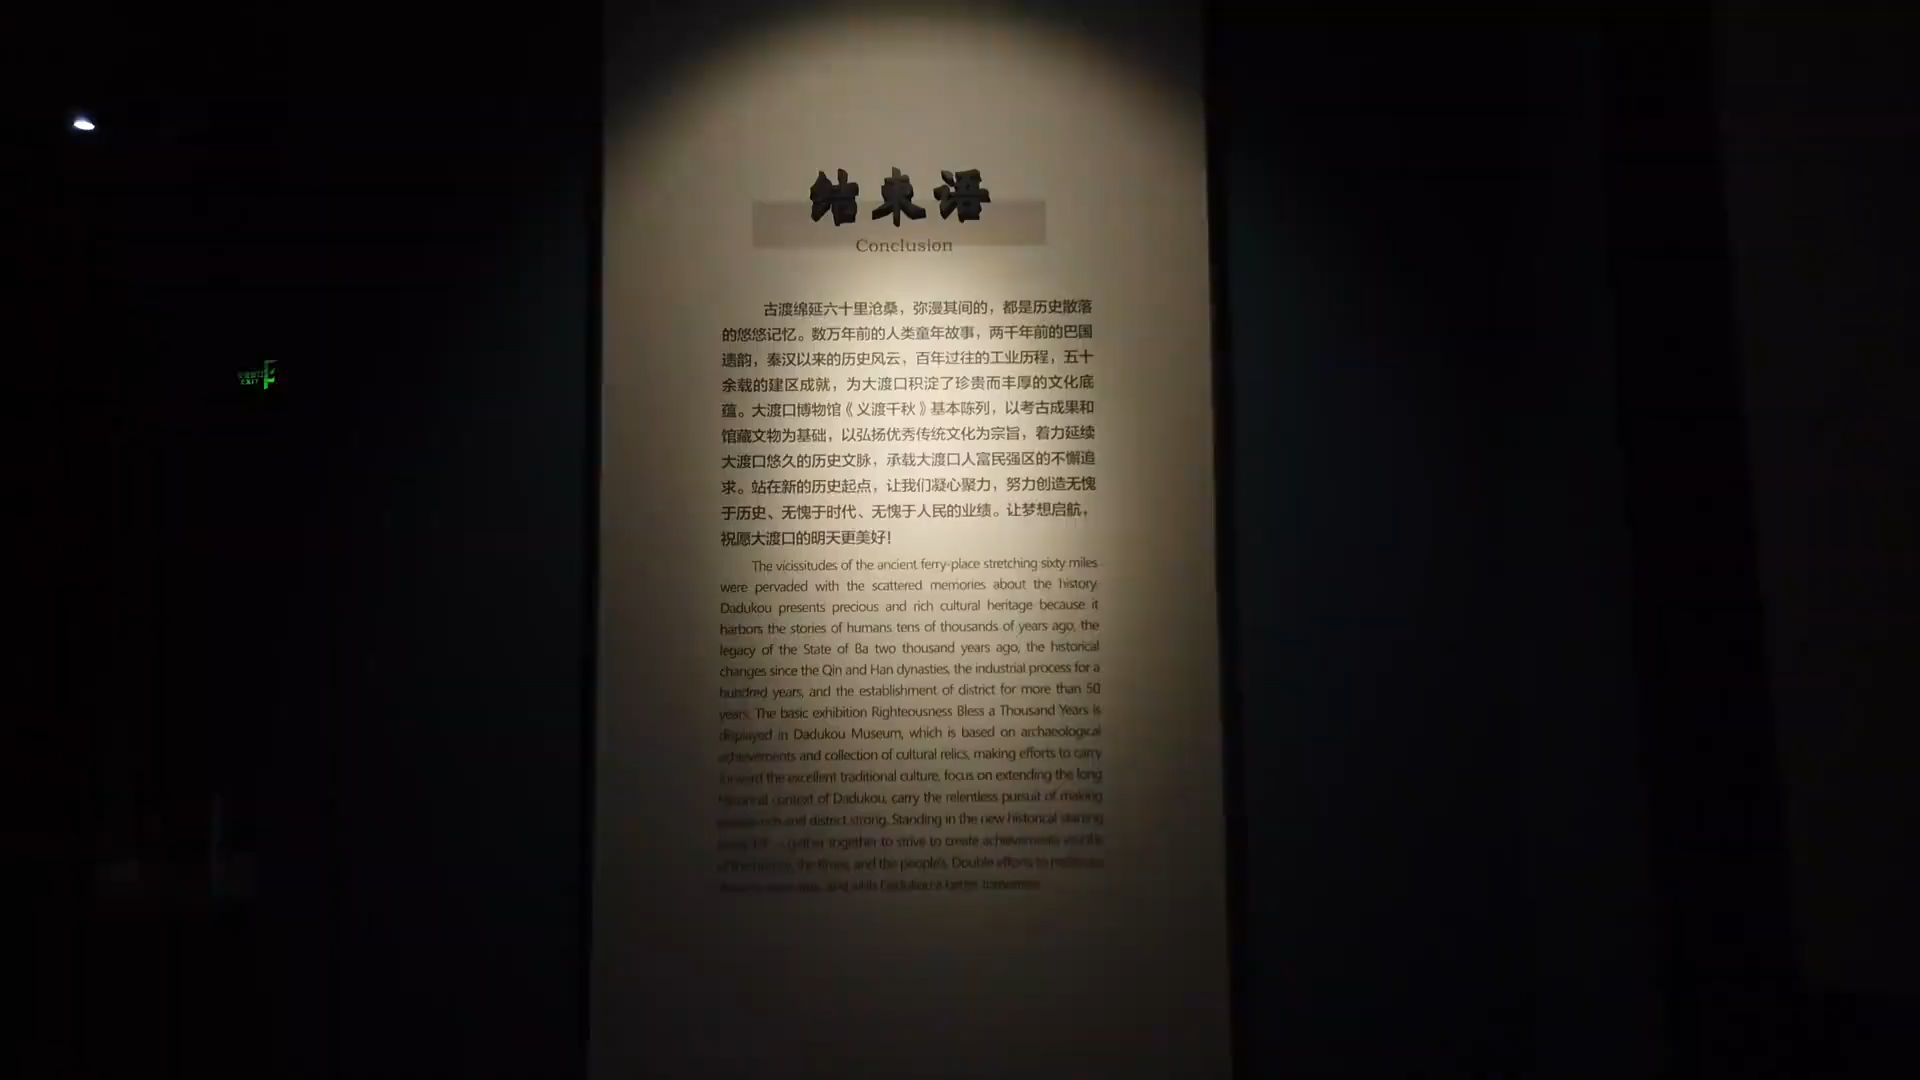 结束语
Conclusion
古渡绵延六十里沧桑，弥漫其间的，都是历史散落
的悠悠记忆。数万年前的人类童年故事，两千年前的巴国
遗韵，秦汉以来的历史风云，百年过往的工业历程，五十
余载的建区成就，为大渡口积淀了珍贵而丰厚的文化底
蕴。大渡口博物馆《义渡千秋》基本陈列，以考古成果和
馆藏文物为基础，以弘扬优秀传统文化为宗旨，着力延续
大渡口悠久的历史文脉，承载大渡口人富民强区的不懈追
求。站在新的历史起点，让我们凝心聚力，努力创造无愧
于历史、无愧于时代、无愧于人民的业绩。让梦想启航，
祝愿大渡口的明天更美好！
The vicissitudes of the ancient ferry-place stretching sixty miles
were pervaded with the scattered memories about the history.
Dadukou presents precious and rich cultural heritage because it
harbors the stories of humans tens of thousands of years ago, the
legacy of the State of Ba two thousand years ago, the historical
changes since the Qin and Han dynasties, the industrial process for a
hundred years, and the establishment of district for more than 50
years. The basic exhibition Righteousness Bless a Thousand Years is
displayed in Dadukou Museum, which is based on archaeological
achievements and collection of cultural relics, making efforts to carry
forward the excellent traditional culture, focus on extending the long
historical context of Dadukou, carry the relentless pursuit of making
and district strong. Standing in the new historical starting
together to strive to create achievements
the times, and the people's. Double efforts to
Dadukou a better tomorrow.
EXIT